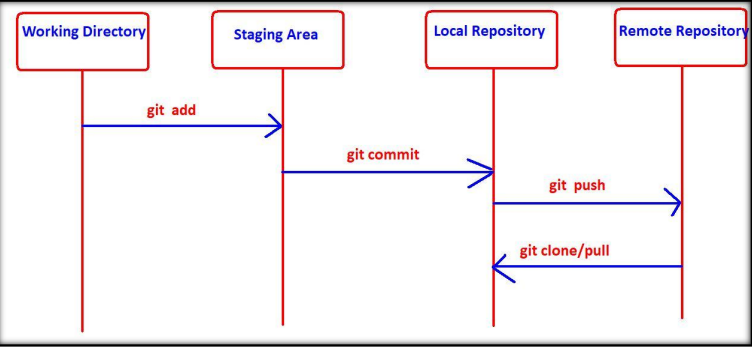 Working Directory
Staging Area
Local Repository
Remote Repository
git add
git commit
git push
git clone/pull